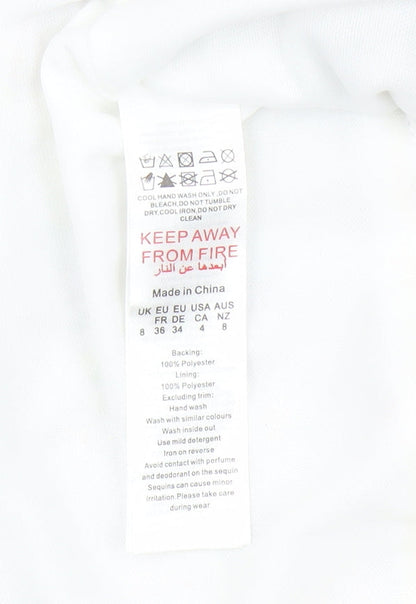 COOL HAND WASH ONLY ,DO NOT
BLEACH,DO NOT TUMBLE
DRY.COOL IRON,DO NOT DRY
CLEAN
KEEP AWAY
FROM FIRE
أبعدها عن النار
Made in China
UK EU EU USA AUS
FR DE CA NZ
8 36 34 4 8
Backing:
100% Polyester
Lining:
100% Polyester
Excluding trim:
Hand wash
Wash with similar colours
Wash inside out
Use mild detergent
Iron on reverse
Avoid contact with perfume
and deodorant on the sequin
Sequins can cause minor
irritation.Please take care
during wear